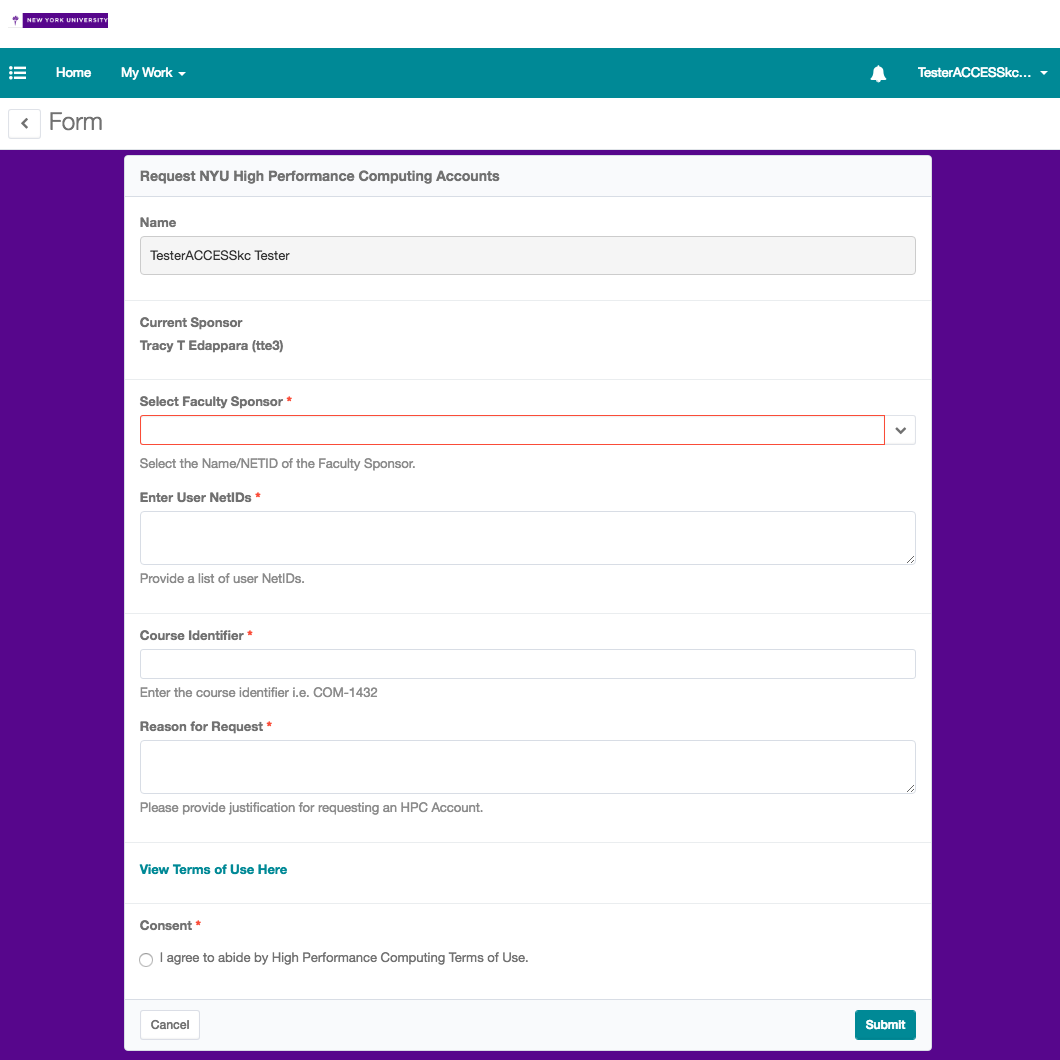 NEW YORK UNIVERSITY
Home My Work TesterACCESSkc...
Form
Request NYU High Performance Computing Accounts
Name
TesterACCESSkc Tester
Current Sponsor
Tracy T Edappara (tte3)
Select Faculty Sponsor *
Select the Name/NETID of the Faculty Sponsor.
Enter User NetIDs *
Provide a list of user NetIDs.
Course Identifier *
Enter the course identifier i.e. COM-1432
Reason for Request *
Please provide justification for requesting an HPC Account.
View Terms of Use Here
Consent *
I agree to abide by High Performance Computing Terms of Use.
Cancel Submit